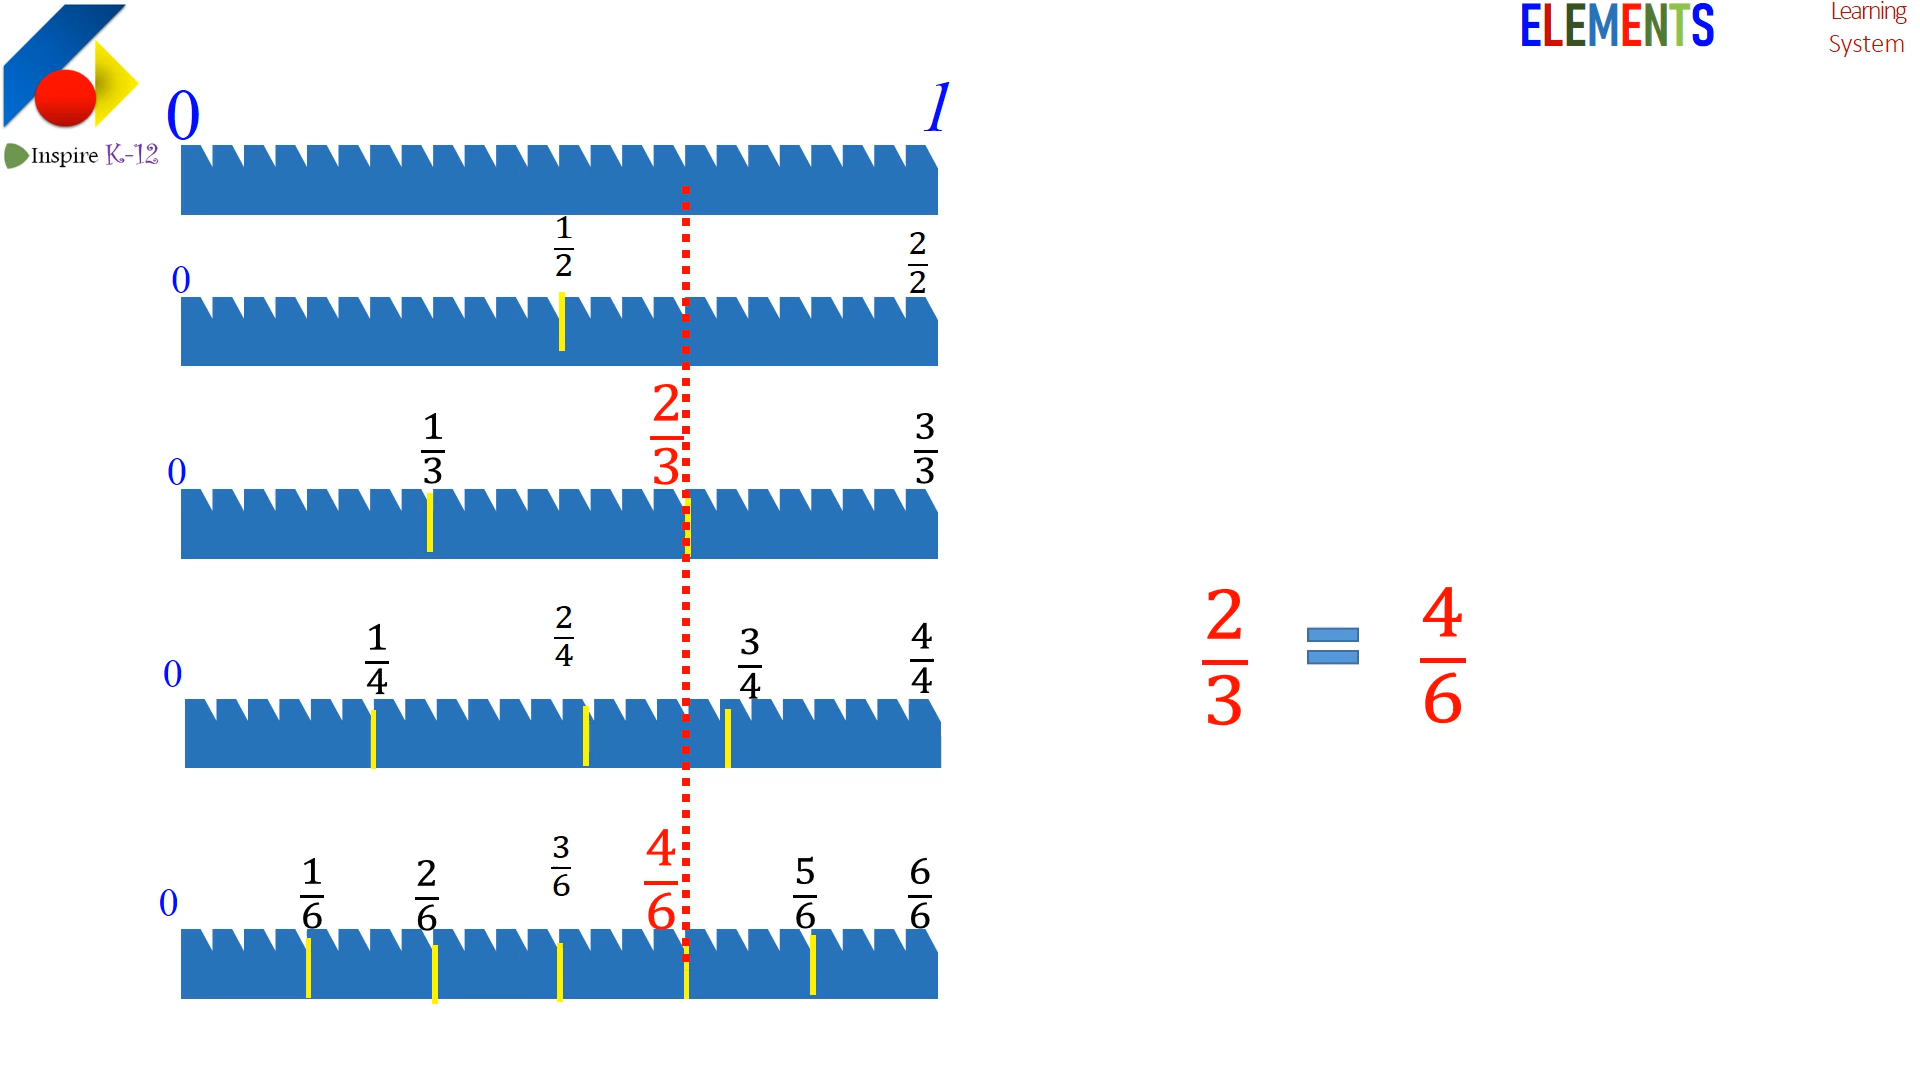 ELEMENTS
Learning
System
Inspire K-12
0 1
0 1/2 2/2
0 1/3 2/3 3/3
0 1/4 2/4 3/4 4/4
2/3 = 4/6
0 1/6 2/6 3/6 4/6 5/6 6/6